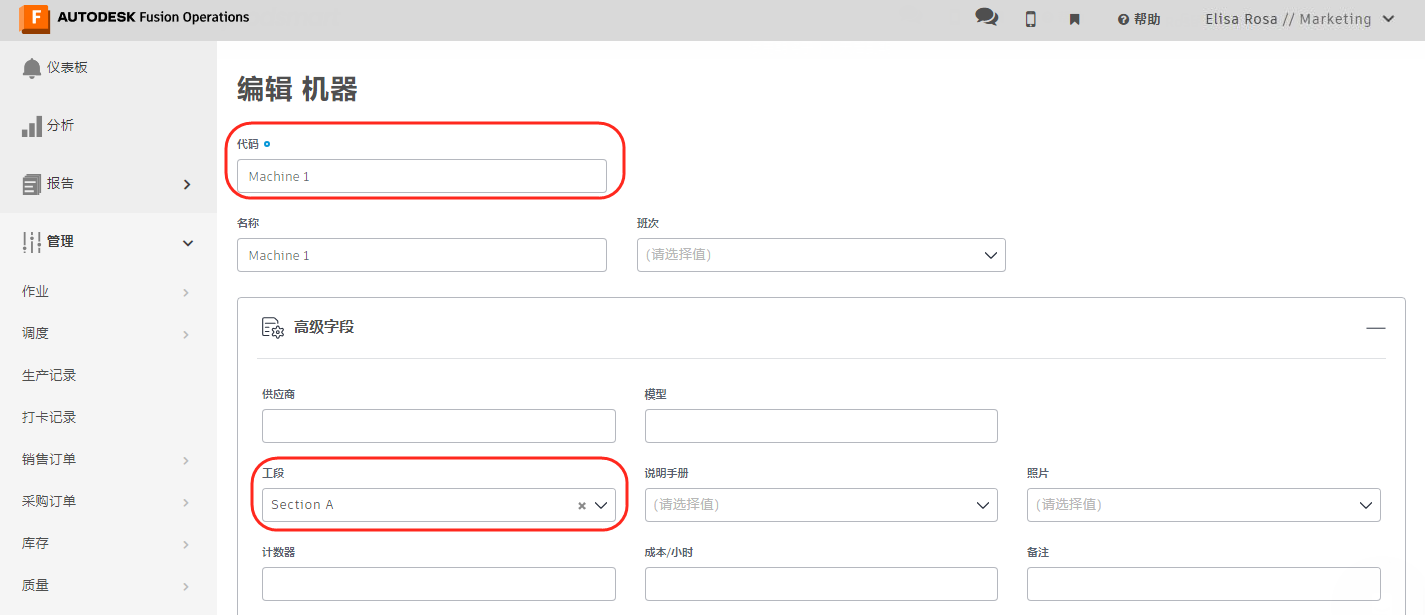 F AUTODESK Fusion Operations
帮助
Elisa Rosa // Marketing
仪表板
分析
报告
管理
作业
调度
生产记录
打卡记录
销售订单
采购订单
库存
质量
编辑 机器
代码
Machine 1
名称
班次
Machine 1
(请选择值)
高级字段
供应商
模型
工段
说明手册
照片
Section A
(请选择值)
(请选择值)
计数器
成本/小时
备注